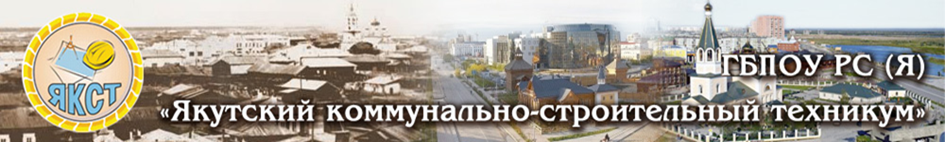 ЯКСТ
ГБПОУ РС (Я)
«Якутский коммунально-строительный техникум»